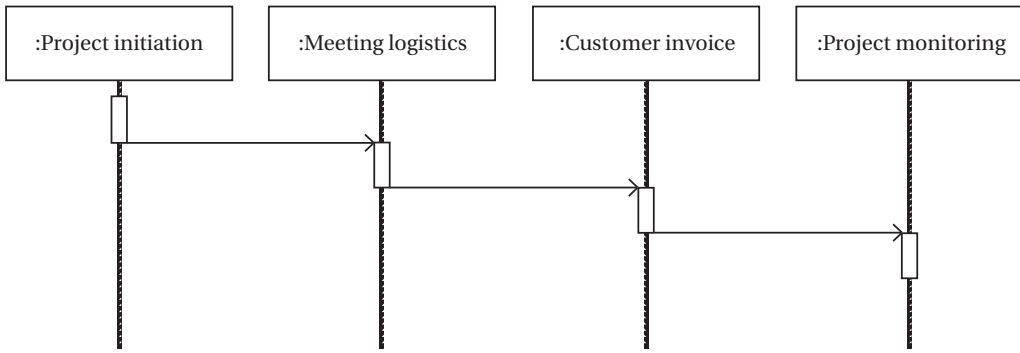 :Project initiation
:Meeting logistics
:Customer invoice
:Project monitoring